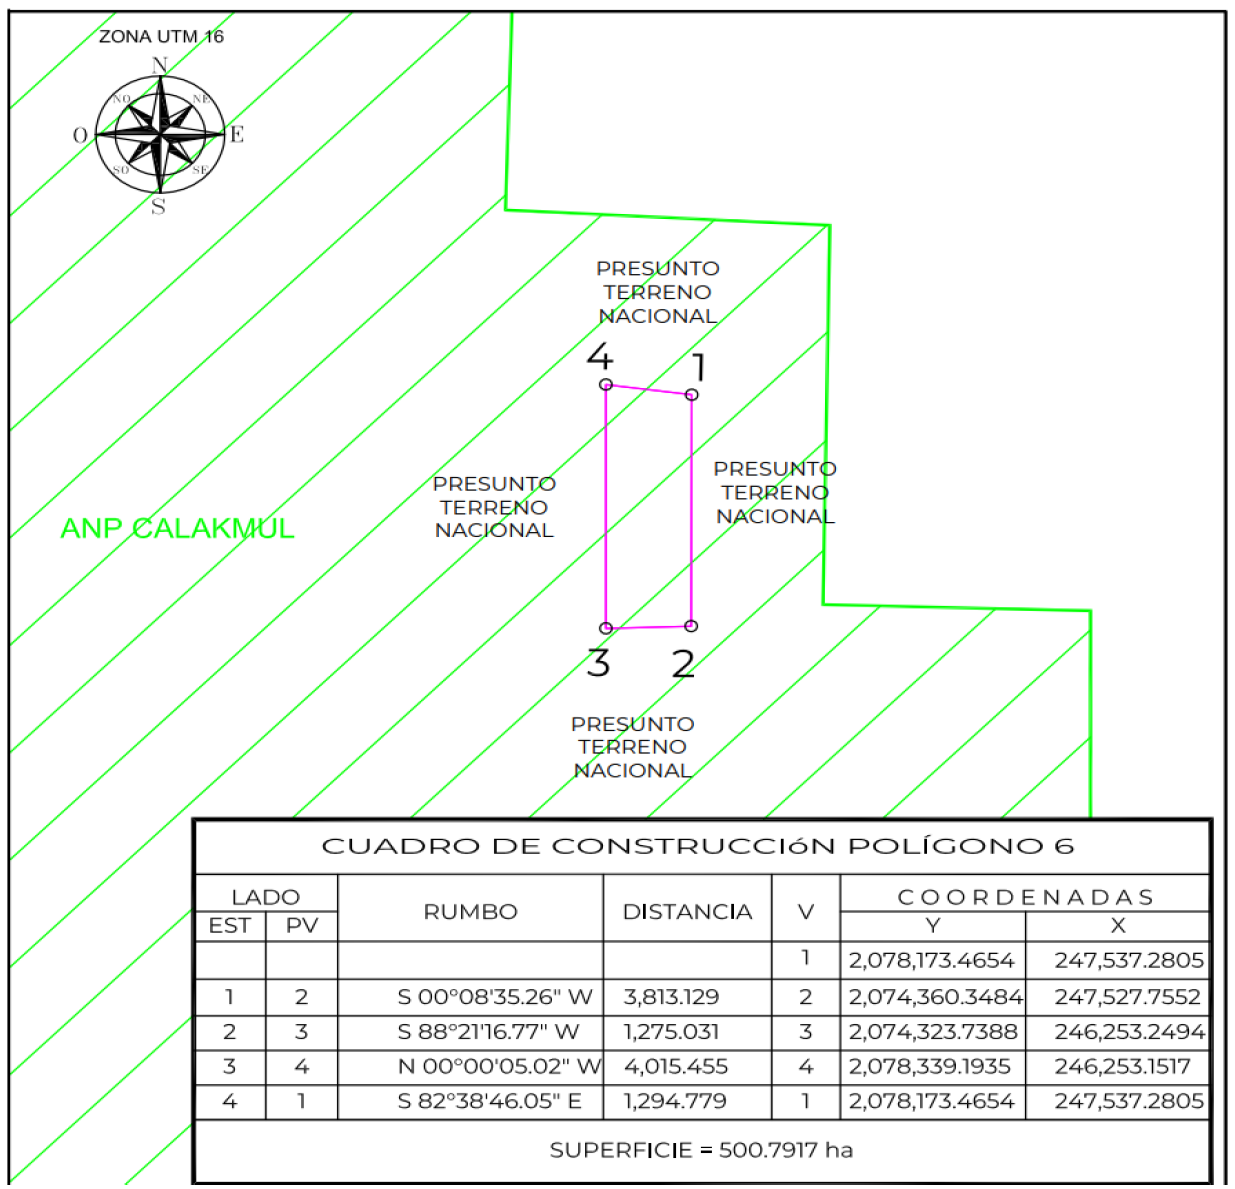 ZONA UTM 16
N
NO NE
O E
SO SE
S
PRESUNTO
TERRENO
NACIONAL
4 1
PRESUNTO
TERRENO
NACIONAL
PRESUNTO
TERRENO
NACIONAL
ANP CALAKMUL
3 2
PRESUNTO
TERRENO
NACIONAL
CUADRO DE CONSTRUCCIóN POLÍGONO 6
LADO RUMBO DISTANCIA V COORDENADAS
EST PV Y X
1 2,078,173.4654 247,537.2805
1 2 S 00°08'35.26" W 3,813.129 2 2,074,360.3484 247,527.7552
2 3 S 88°21'16.77" W 1,275.031 3 2,074,323.7388 246,253.2494
3 4 N 00°00'05.02" W 4,015.455 4 2,078,339.1935 246,253.1517
4 1 S 82°38'46.05" E 1,294.779 1 2,078,173.4654 247,537.2805
SUPERFICIE = 500.7917 ha